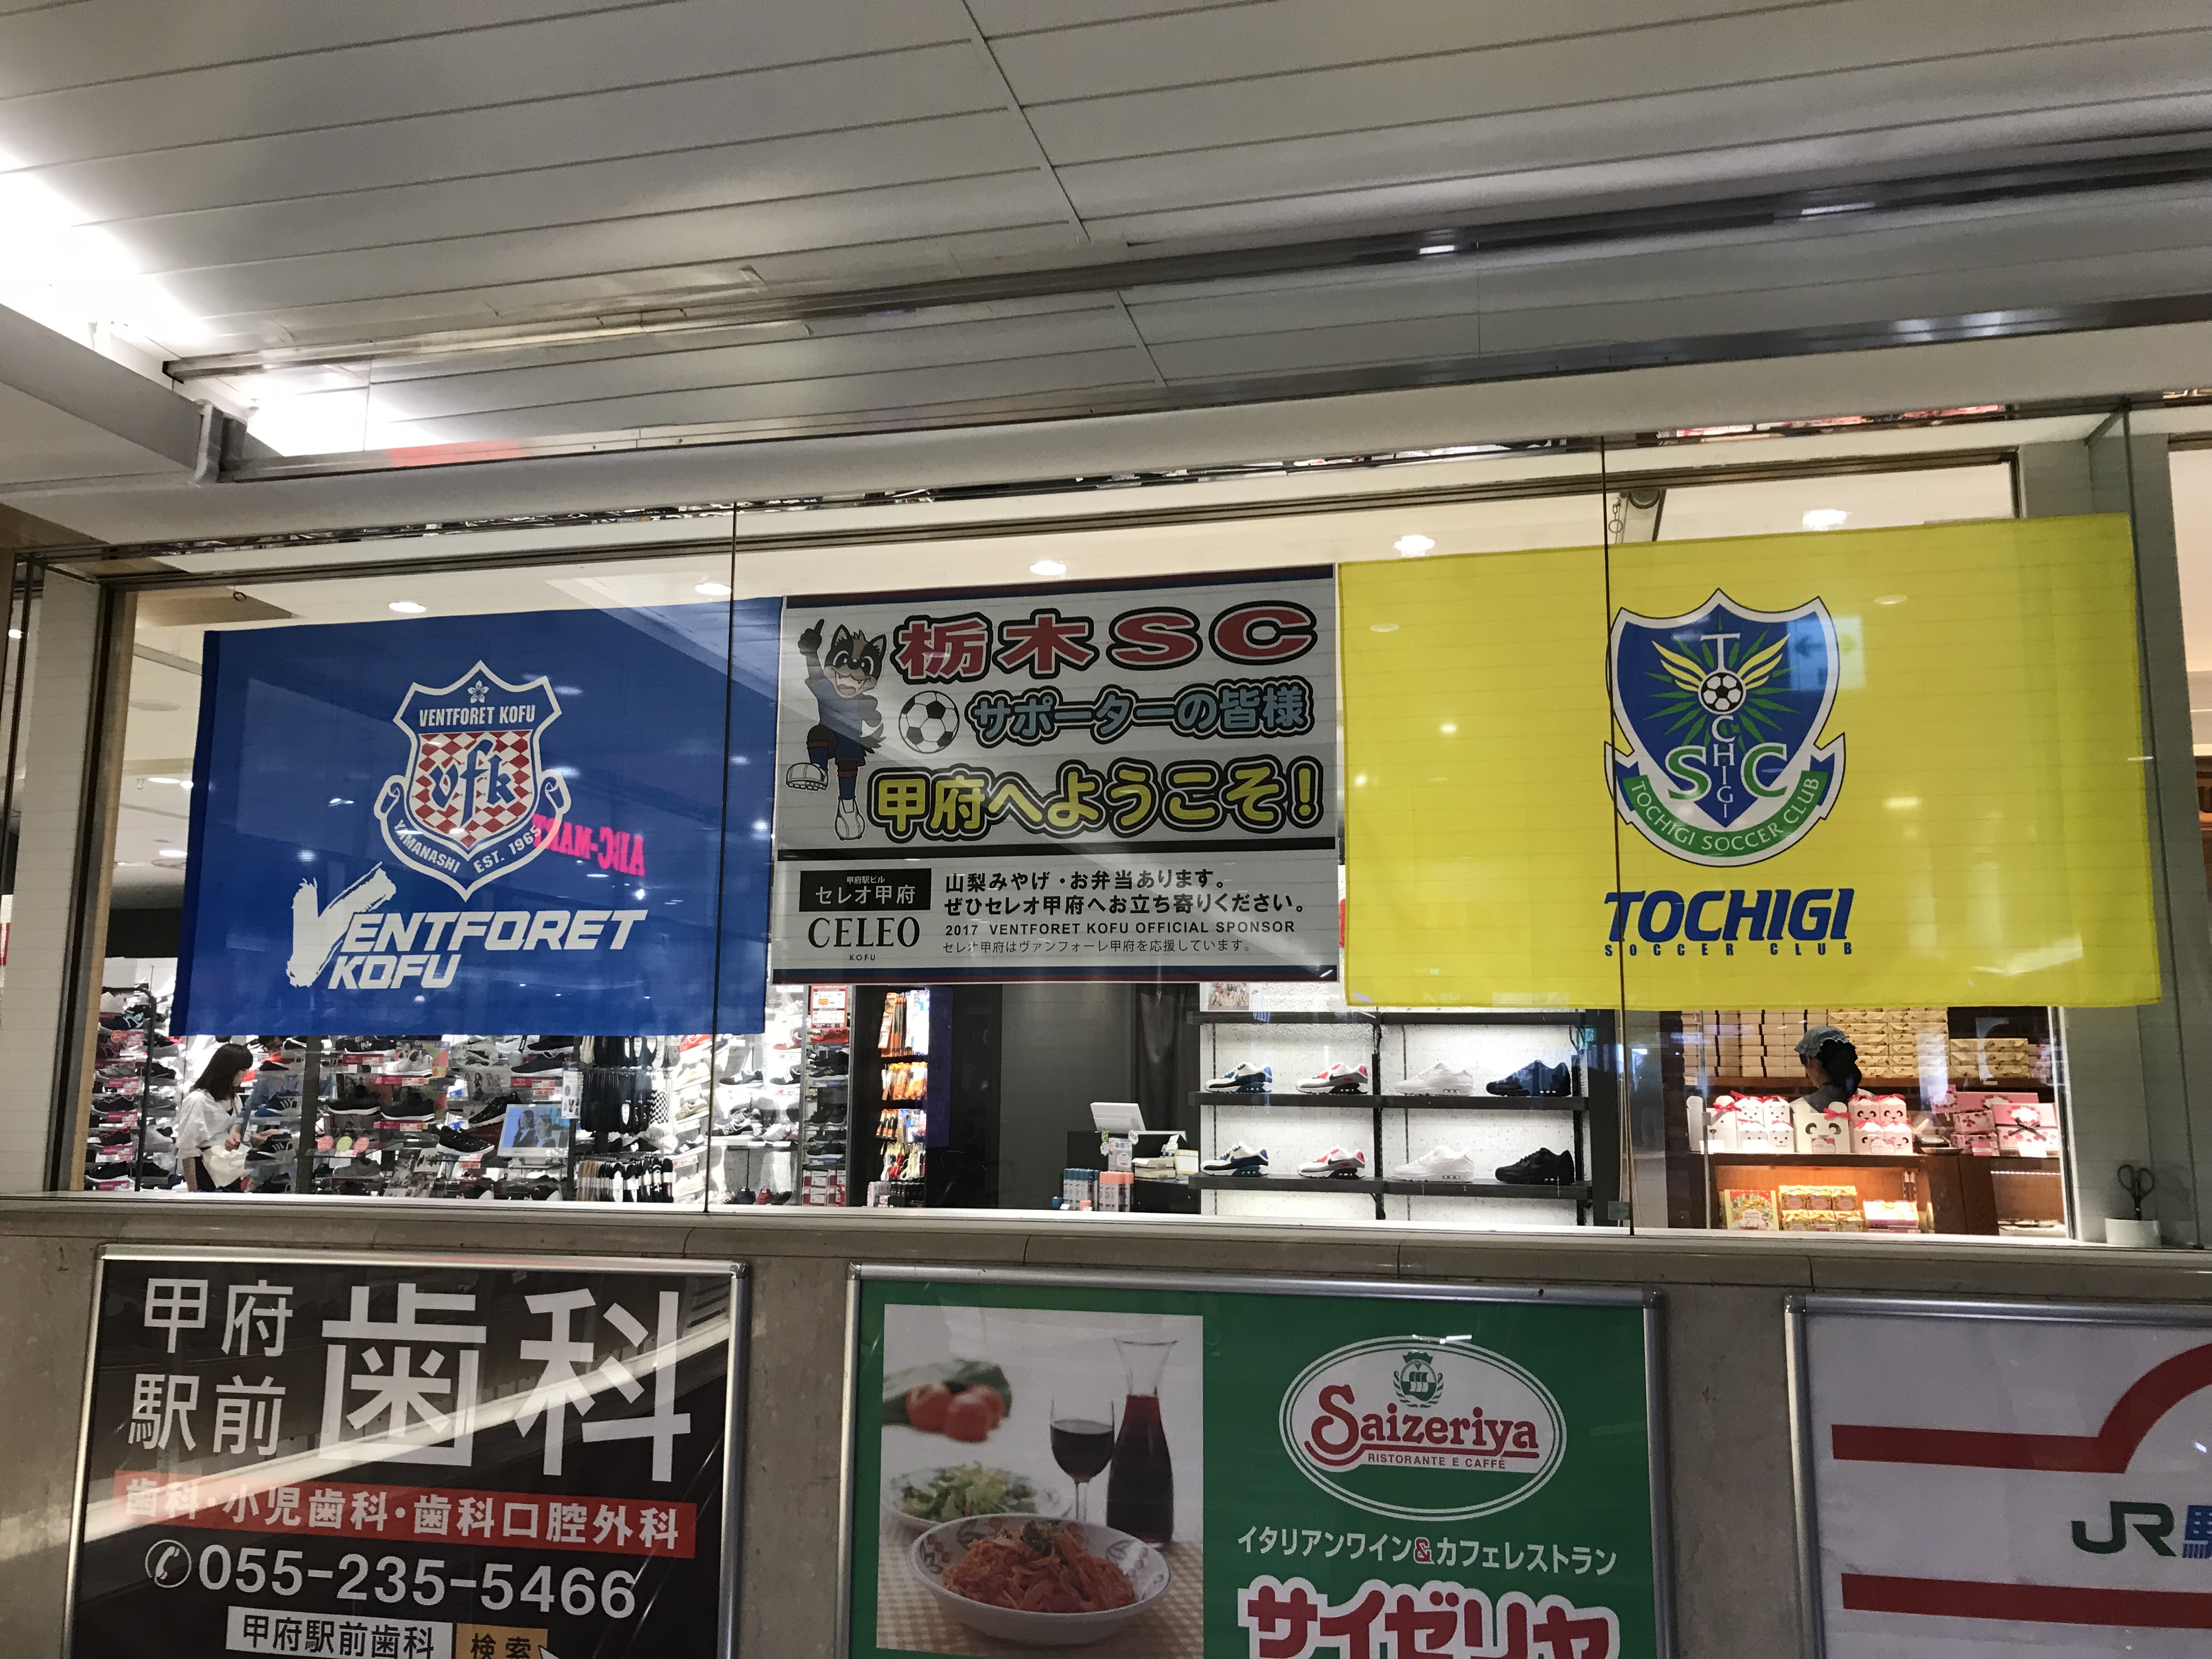 VENTFORET KOFU
vfk
YAMANASHI EST. 1965
VENTFORET
KOFU
ABC-MART
栃木SC
サポーターの皆様
甲府へようこそ!
甲府駅ビル
セレオ甲府
CELEO
KOFU
山梨みやげ・お弁当あります。
ぜひセレオ甲府へお立ち寄りください。
2017 VENTFORET KOFU OFFICIAL SPONSOR
セレオ甲府はヴァンフォーレ甲府を応援しています。
TOCHIGI
SC
TOCHIGI SOCCER CLUB
TOCHIGI
SOCCER CLUB
甲府
駅前
歯科
歯科・小児歯科・歯科口腔外科
055-235-5466
甲府駅前歯科 検索
Saizeriya
RISTORANTE E CAFFÈ
イタリアンワイン&カフェレストラン
サイゼリヤ
JR駅